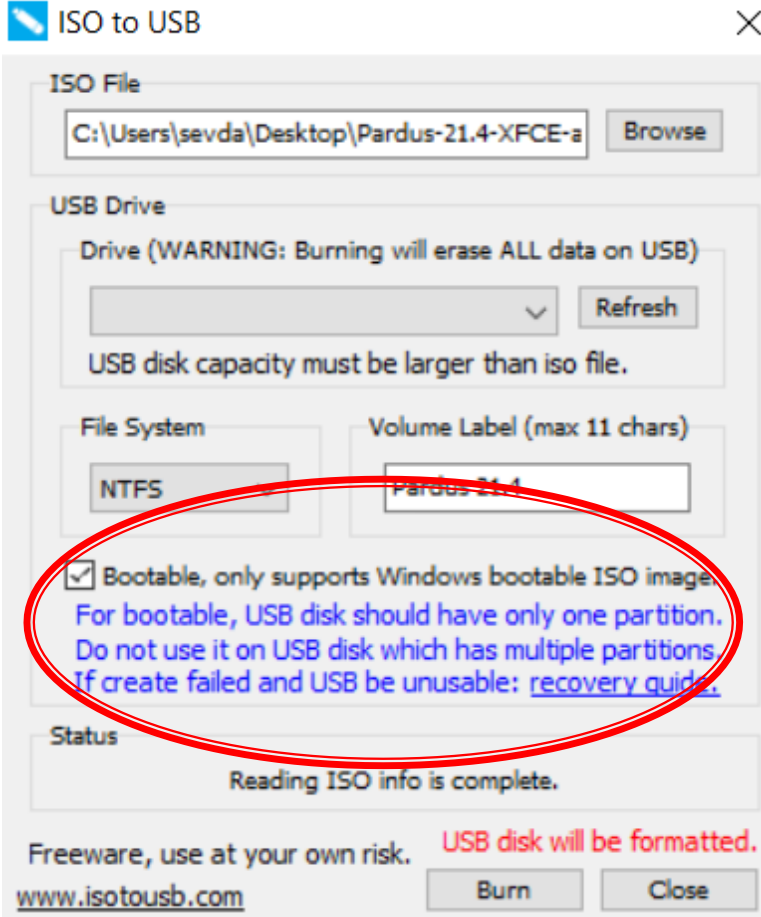 ISO to USB
ISO File
C:\Users\sevda\Desktop\Pardus-21.4-XFCE-a
Browse
USB Drive
Drive (WARNING: Burning will erase ALL data on USB)
Refresh
USB disk capacity must be larger than iso file.
File System
Volume Label (max 11 chars)
NTFS
Pardus 21.4
Bootable, only supports Windows bootable ISO image.
For bootable, USB disk should have only one partition.
Do not use it on USB disk which has multiple partitions.
If create failed and USB be unusable: recovery guide.
Status
Reading ISO info is complete.
Freeware, use at your own risk.
USB disk will be formatted.
www.isotousb.com
Burn
Close